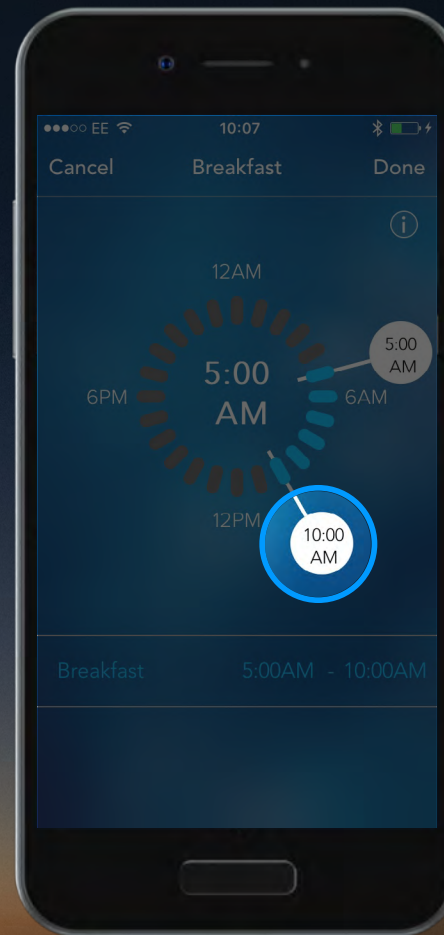 EE 10:07
Cancel Breakfast Done
12AM
5:00
AM
5:00
AM
6PM
6AM
12PM
10:00
AM
Breakfast 5:00AM - 10:00AM